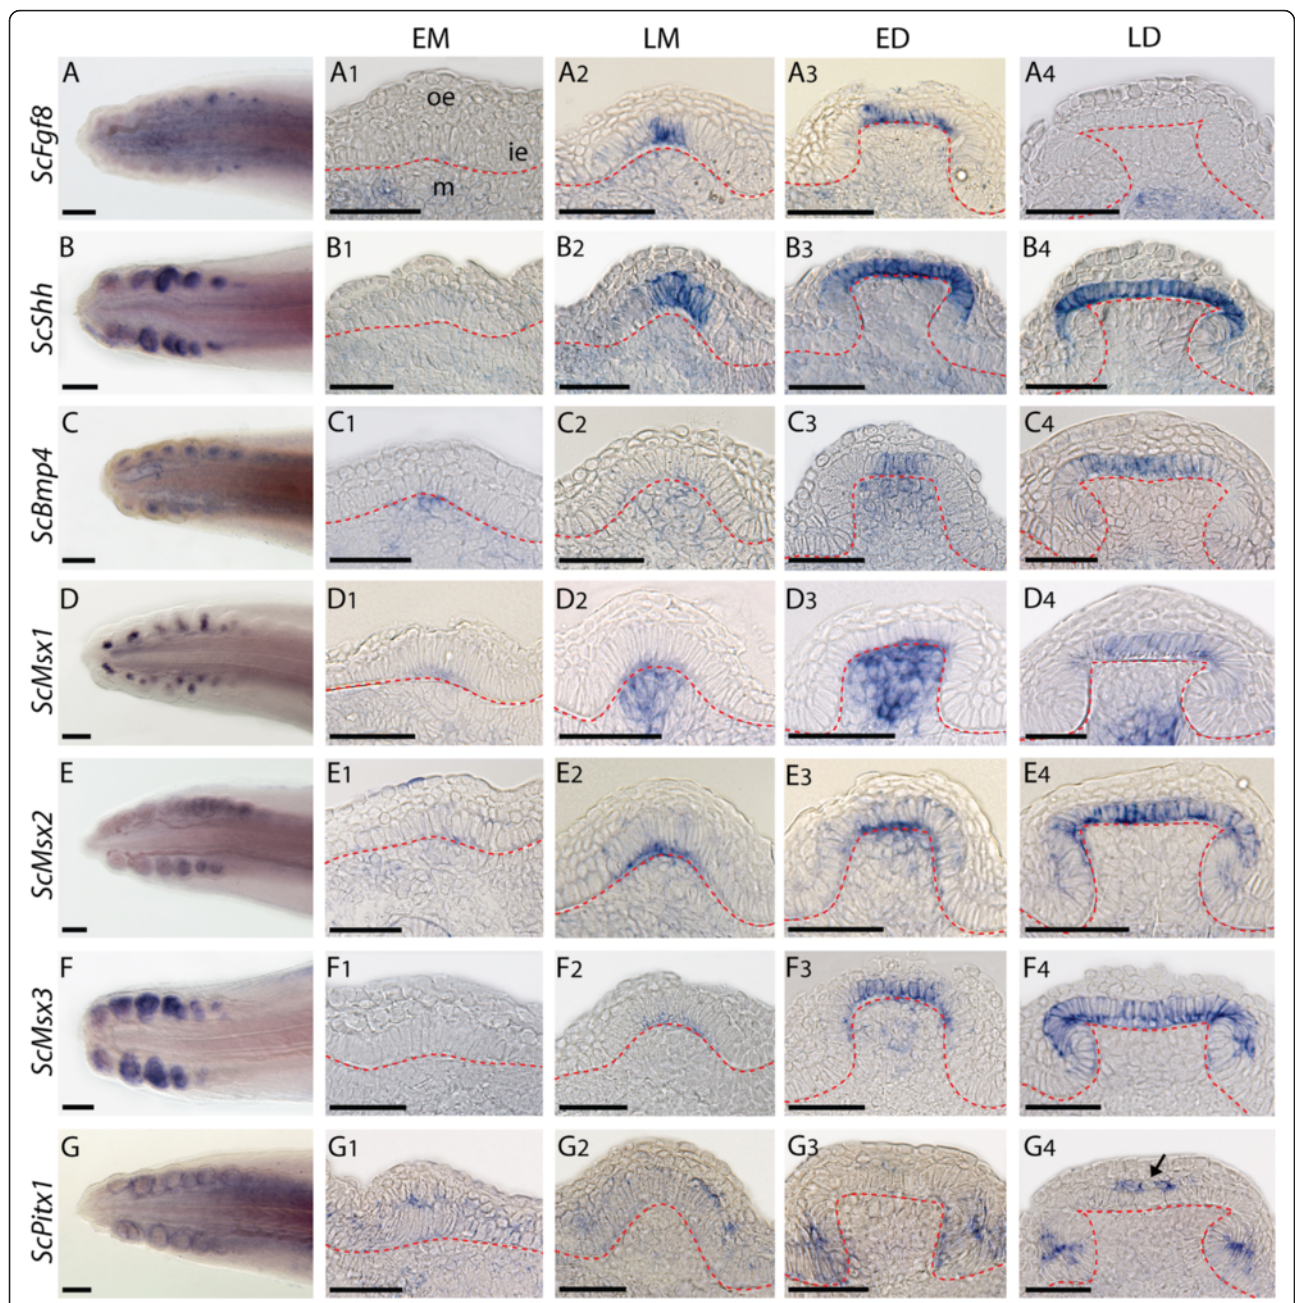 EM LM ED LD
ScFgf8 A A1 oe ie m A2 A3 A4
ScShh B B1 B2 B3 B4
ScBmp4 C C1 C2 C3 C4
ScMsx1 D D1 D2 D3 D4
ScMsx2 E E1 E2 E3 E4
ScMsx3 F F1 F2 F3 F4
ScPitx1 G G1 G2 G3 G4